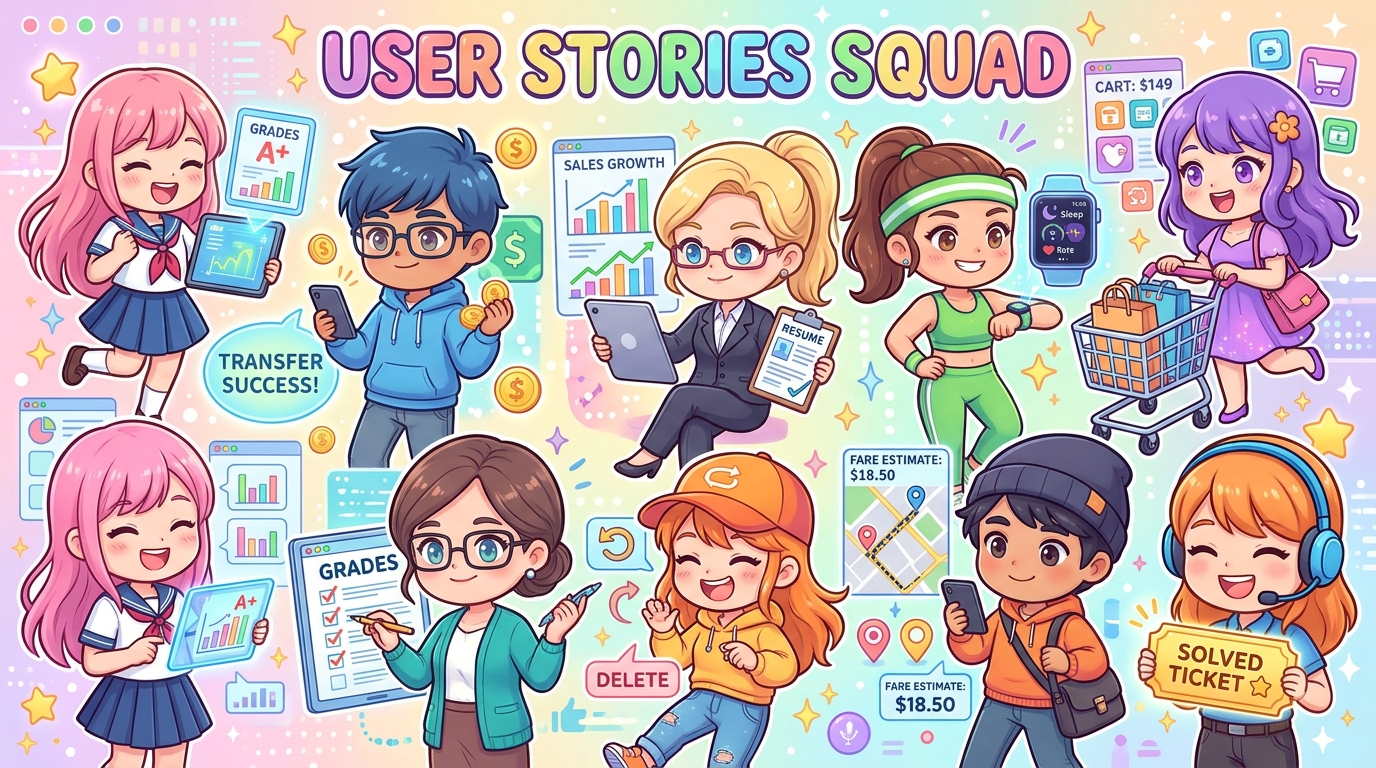 USER STORIES SQUAD
GRADES
A+
TRANSFER
SUCCESS!
SALES GROWTH
RESUME
Sleep
Rote
CART: $149
A+
GRADES
DELETE
FARE ESTIMATE:
$18.50
FARE ESTIMATE:
$18.50
SOLVED
TICKET